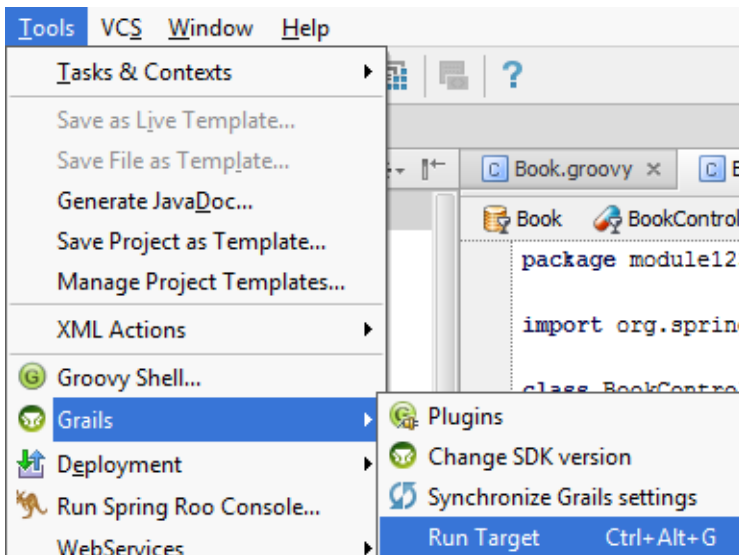 Tools VCS Window Help
Tasks & Contexts
Save as Live Template...
Save File as Template...
Generate JavaDoc...
Save Project as Template...
Manage Project Templates...
XML Actions
Groovy Shell...
Grails
Deployment
Run Spring Roo Console...
WebServices
Plugins
Change SDK version
Synchronize Grails settings
Run Target Ctrl+Alt+G
Book.groovy
Book BookControl
package module12
import org.sprin
class BookContro